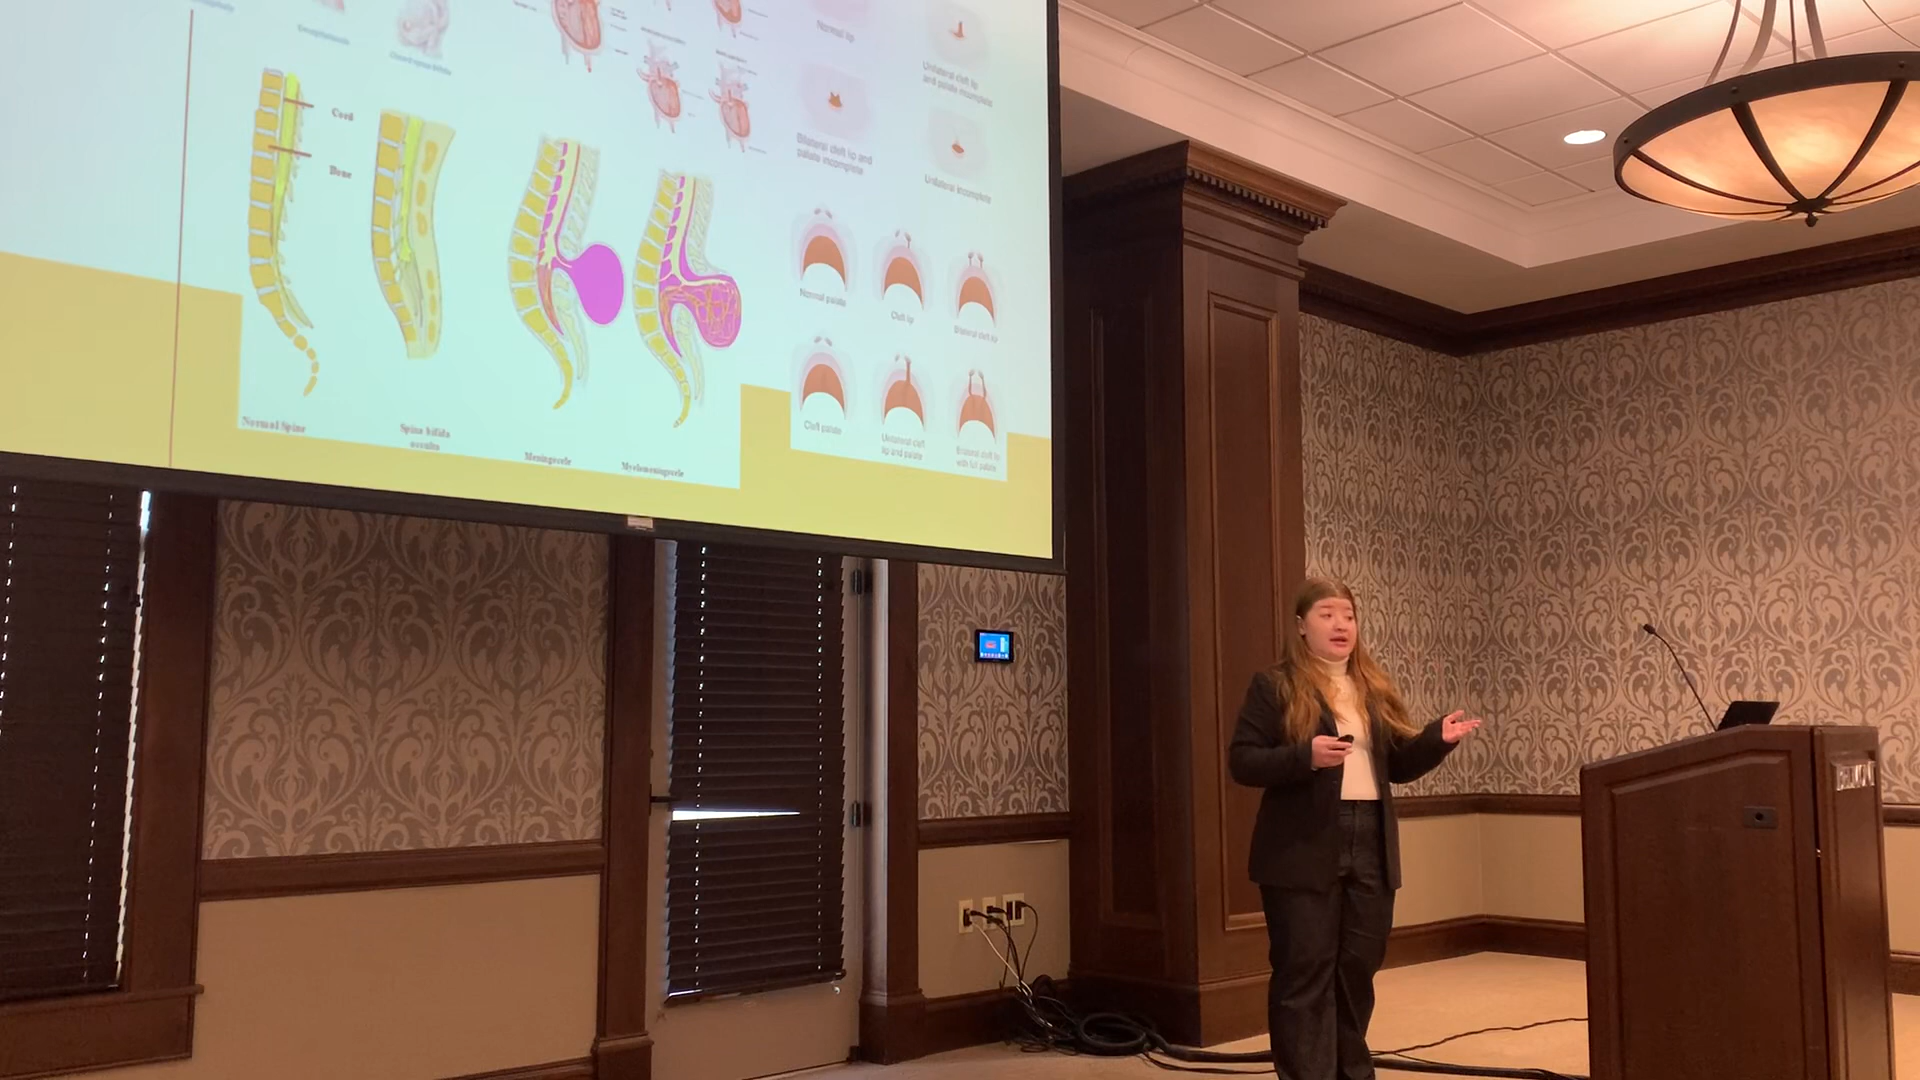 Normal lip
Unilateral cleft lip
and palate incomplete
Bilateral cleft lip and
palate incomplete
Unilateral incomplete
Cord
Bone
Normal palate
Cleft lip
Bilateral cleft lip
Cleft palate
Unilateral cleft
lip and palate
Bilateral cleft lip
with full palate
Normal Spine
Spina bifida
occulta
Meningocele
Myelomeningocele